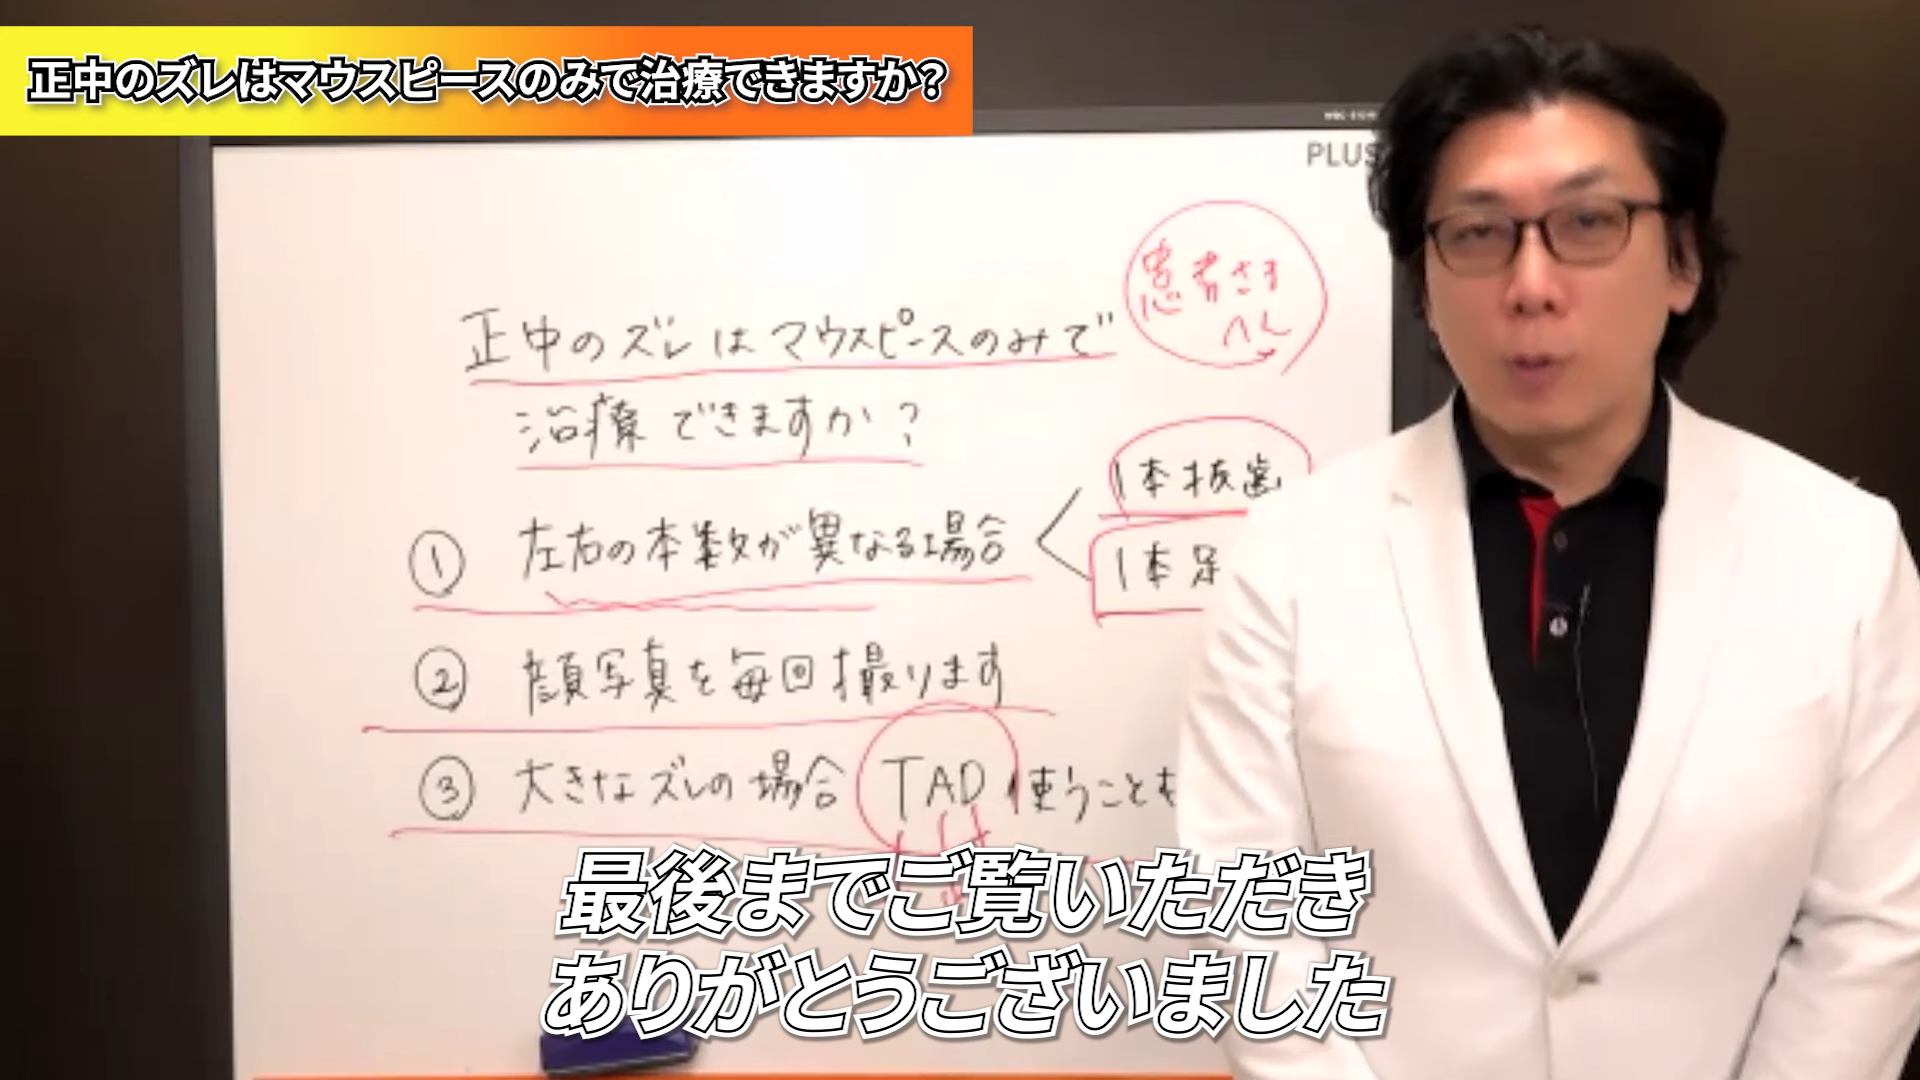 正中のズレはマウスピースのみで治療できますか?
PLUS
患者さま
へ
正中のズレはマウスピースのみで
治療できますか?
① 左右の本数が異なる場合
1本抜歯
1本足
② 顔写真を毎回撮ります
③ 大きなズレの場合 TAD 使うことも
最後までご覧いただき
ありがとうございました